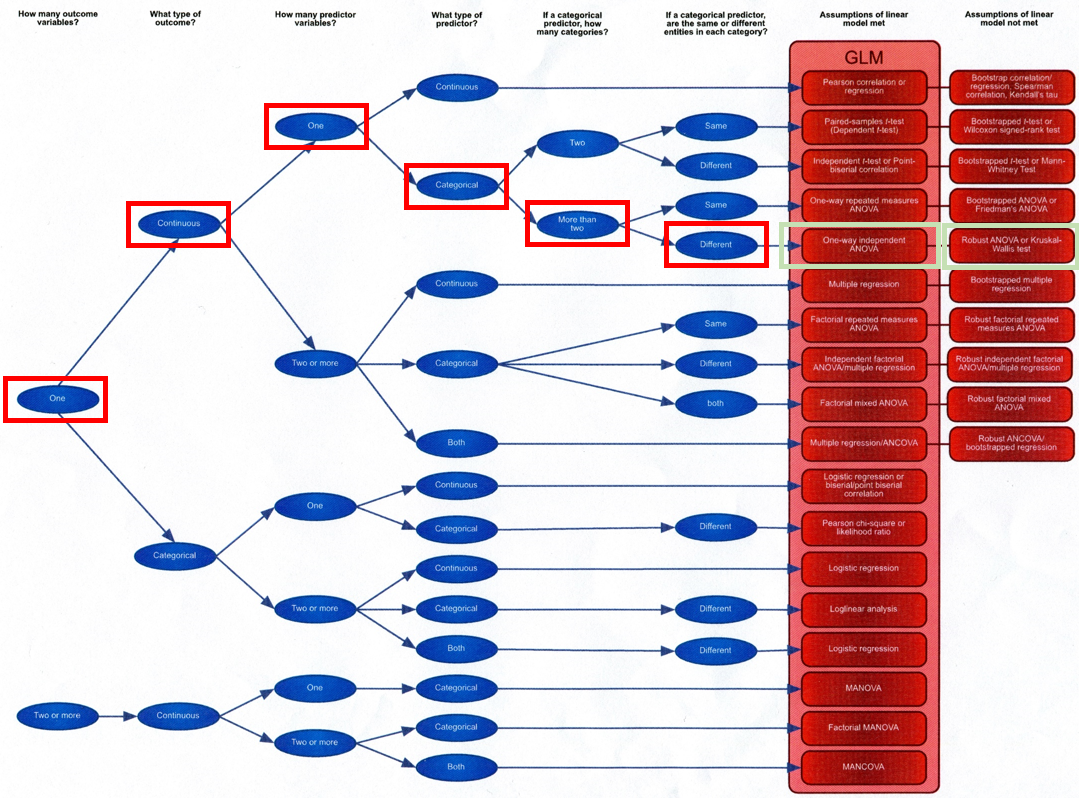 How many outcome
variables?
What type of
outcome?
How many predictor
variables?
What type of
predictor?
If a categorical
predictor, how
many categories?
If a categorical predictor,
are the same or different
entities in each category?
Assumptions of linear
model met
Assumptions of linear
model not met
GLM
Continuous
Pearson correlation or
regression
Bootstrap correlation/
regression, Spearman
correlation, Kendall's tau
One
Two
Same
Paired-samples t-test
(Dependent t-test)
Bootstrapped t-test or
Wilcoxon signed-rank test
Different
Independent t-test or Point-
biserial correlation
Bootstrapped t-test or Mann-
Whitney Test
Categorical
Same
One-way repeated measures
ANOVA
Bootstrapped ANOVA or
Friedman's ANOVA
Continuous
More than
two
Different
One-way independent
ANOVA
Robust ANOVA or Kruskal-
Wallis test
Continuous
Multiple regression
Bootstrapped multiple
regression
Same
Factorial repeated measures
ANOVA
Robust factorial repeated
measures ANOVA
Two or more
Categorical
Different
Independent factorial
ANOVA/multiple regression
Robust independent factorial
ANOVA/multiple regression
One
both
Factorial mixed ANOVA
Robust factorial mixed
ANOVA
Both
Multiple regression/ANCOVA
Robust ANCOVA/
bootstrapped regression
Continuous
Logistic regression or
biserial/point biserial
correlation
One
Categorical
Different
Pearson chi-square or
likelihood ratio
Categorical
Continuous
Logistic regression
Two or more
Categorical
Different
Loglinear analysis
Both
Different
Logistic regression
One
Categorical
MANOVA
Two or more
Continuous
Categorical
Factorial MANOVA
Two or more
Both
MANCOVA